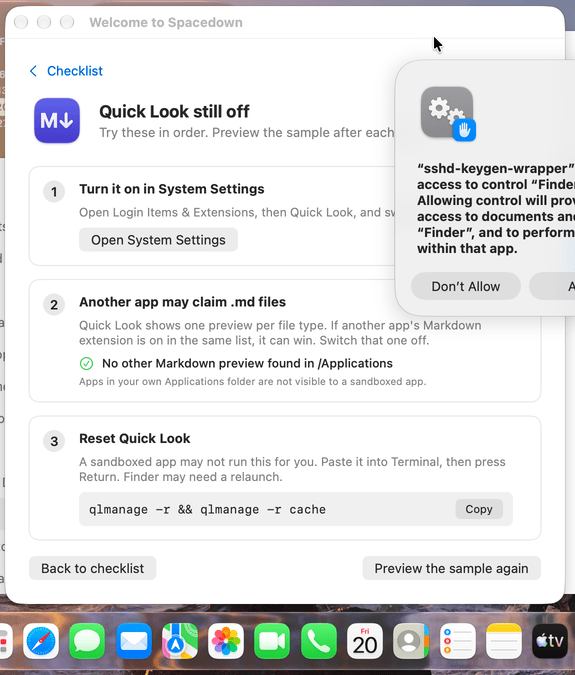 Welcome to Spacedown
Checklist
M↓
Quick Look still off
Try these in order. Preview the sample after each
1
Turn it on in System Settings
Open Login Items & Extensions, then Quick Look, and sw
Open System Settings
"sshd-keygen-wrapper"
access to control "Finder
Allowing control will prov
access to documents and
"Finder", and to perform
within that app.
Don't Allow
A
2
Another app may claim .md files
Quick Look shows one preview per file type. If another app's Markdown
extension is on in the same list, it can win. Switch that one off.
No other Markdown preview found in /Applications
Apps in your own Applications folder are not visible to a sandboxed app.
3
Reset Quick Look
A sandboxed app may not run this for you. Paste it into Terminal, then press
Return. Finder may need a relaunch.
qlmanage -r && qlmanage -r cache
Copy
Back to checklist
Preview the sample again
Fri
20
tv